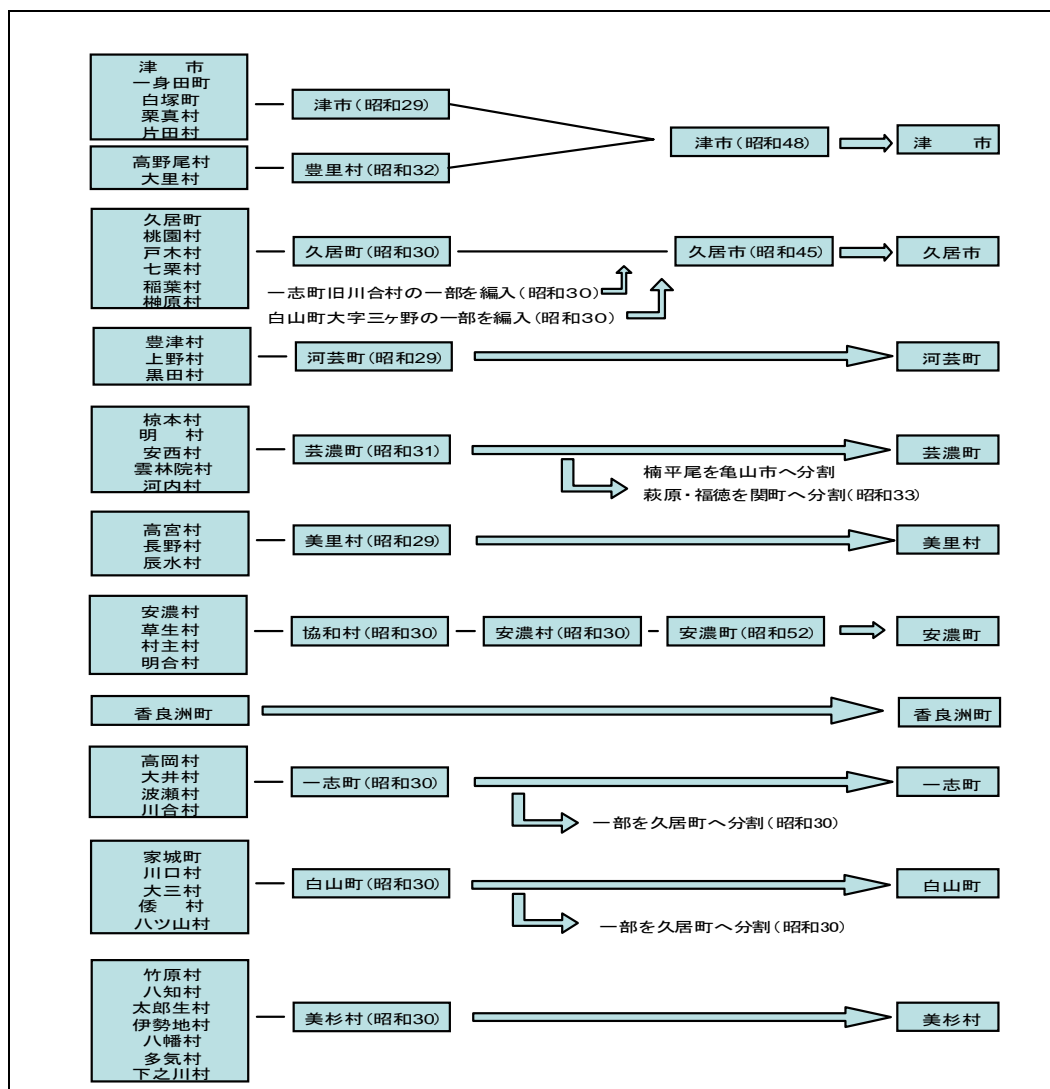 津　　市
一身田町
白塚町
栗真村
片田村
津市(昭和29)
高野尾村
大里村
豊里村(昭和32)
津市(昭和48)
津　　市
久居町
桃園村
戸木村
七栗村
稲葉村
榊原村
久居町(昭和30)
久居市(昭和45)
久居市
一志町旧川合村の一部を編入(昭和30)
白山町大字三ヶ野の一部を編入(昭和30)
豊津村
上野村
黒田村
河芸町(昭和29)
河芸町
椋本村
明　村
安西村
雲林院村
河内村
芸濃町(昭和31)
芸濃町
楠平尾を亀山市へ分割
萩原・福徳を関町へ分割(昭和33)
高宮村
長野村
辰水村
美里村(昭和29)
美里村
安濃村
草生村
村主村
明合村
協和村(昭和30)
安濃村(昭和30)
安濃町(昭和52)
安濃町
香良洲町
香良洲町
高岡村
大井村
波瀬村
川合村
一志町(昭和30)
一志町
一部を久居町へ分割(昭和30)
家城町
川口村
大三村
倭　村
八ツ山村
白山町(昭和30)
白山町
一部を久居町へ分割(昭和30)
竹原村
八知村
太郎生村
伊勢地村
八幡村
多気村
下之川村
美杉村(昭和30)
美杉村